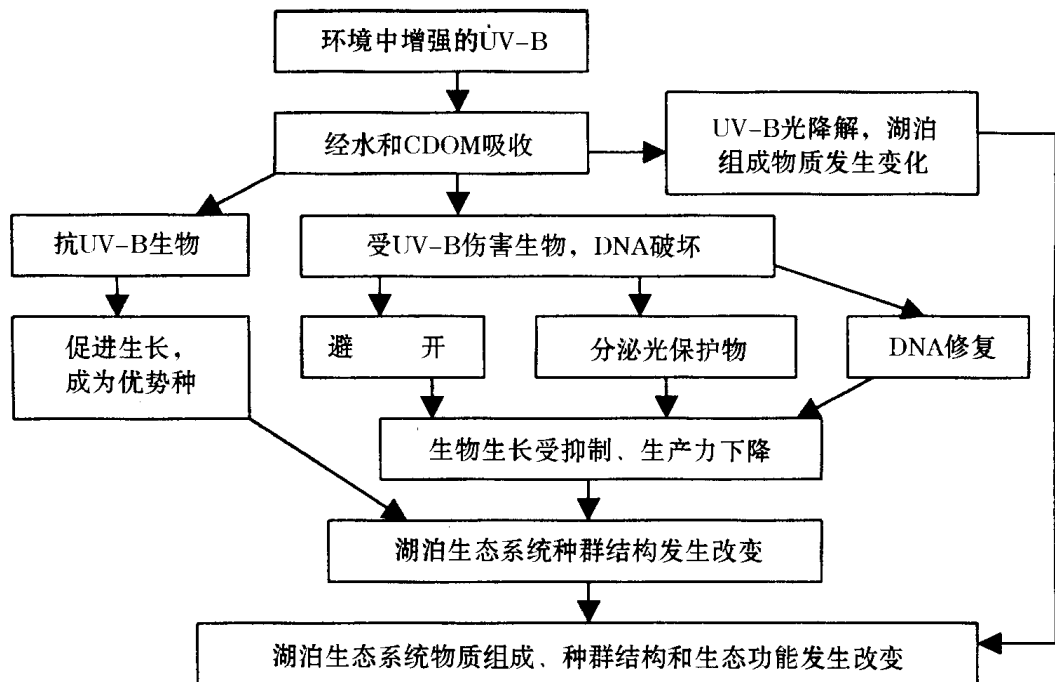 环境中增强的UV-B
经水和CDOM吸收
UV-B光降解，湖泊
组成物质发生变化
抗UV-B生物
受UV-B伤害生物，DNA破坏
促进生长，
成为优势种
避 开
分泌光保护物
DNA修复
生物生长受抑制、生产力下降
湖泊生态系统种群结构发生改变
湖泊生态系统物质组成、种群结构和生态功能发生改变